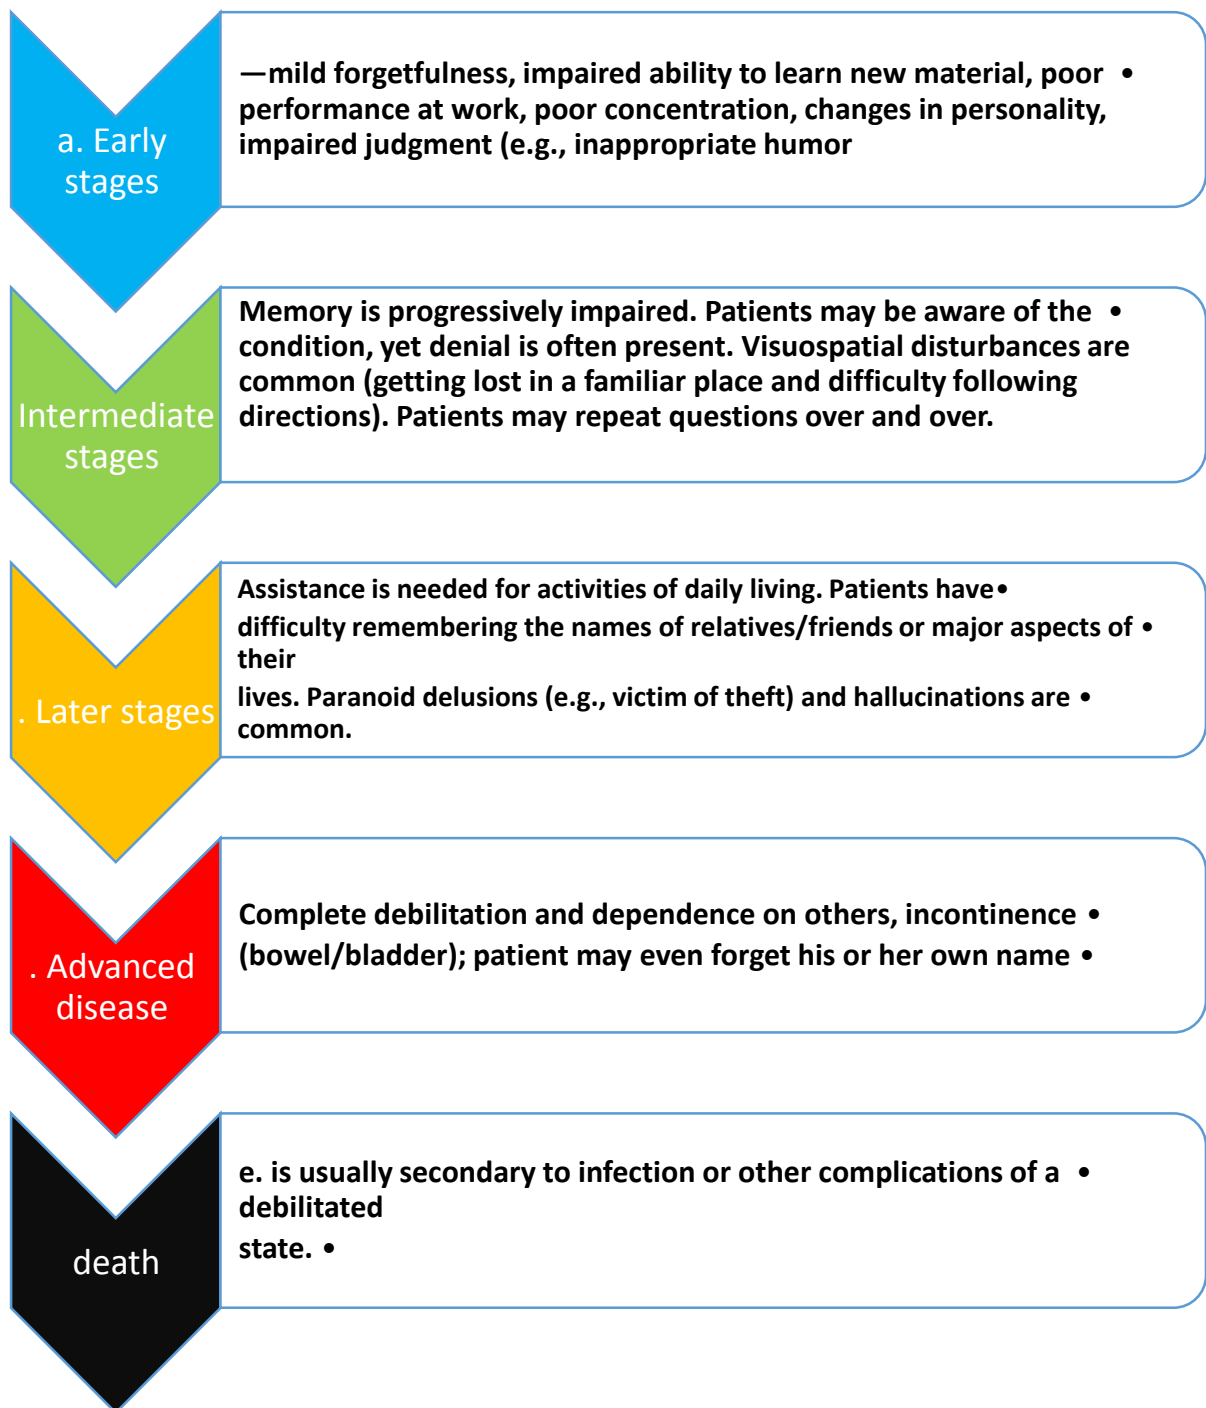 a. Early
stages
—mild forgetfulness, impaired ability to learn new material, poor •
performance at work, poor concentration, changes in personality,
impaired judgment (e.g., inappropriate humor
Intermediate
stages
Memory is progressively impaired. Patients may be aware of the •
condition, yet denial is often present. Visuospatial disturbances are
common (getting lost in a familiar place and difficulty following
directions). Patients may repeat questions over and over.
. Later stages
Assistance is needed for activities of daily living. Patients have•
difficulty remembering the names of relatives/friends or major aspects of •
their
lives. Paranoid delusions (e.g., victim of theft) and hallucinations are •
common.
. Advanced
disease
Complete debilitation and dependence on others, incontinence •
(bowel/bladder); patient may even forget his or her own name •
death
e. is usually secondary to infection or other complications of a •
debilitated
state. •